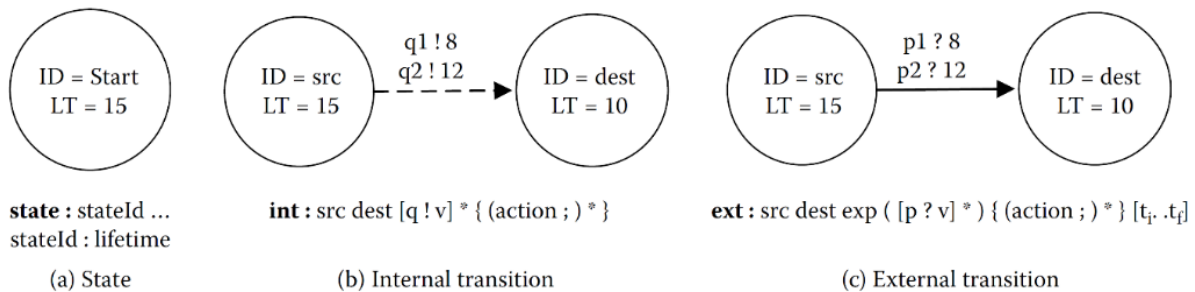 ID = Start
LT = 15
state : stateId ...
stateId : lifetime
(a) State
ID = src
LT = 15
q1 ! 8
q2 ! 12
ID = dest
LT = 10
int : src dest [q ! v] * { (action ; ) * }
(b) Internal transition
ID = src
LT = 15
p1 ? 8
p2 ? 12
ID = dest
LT = 10
ext : src dest exp ( [p ? v] * ) { (action ; ) * } [ti. .tf]
(c) External transition